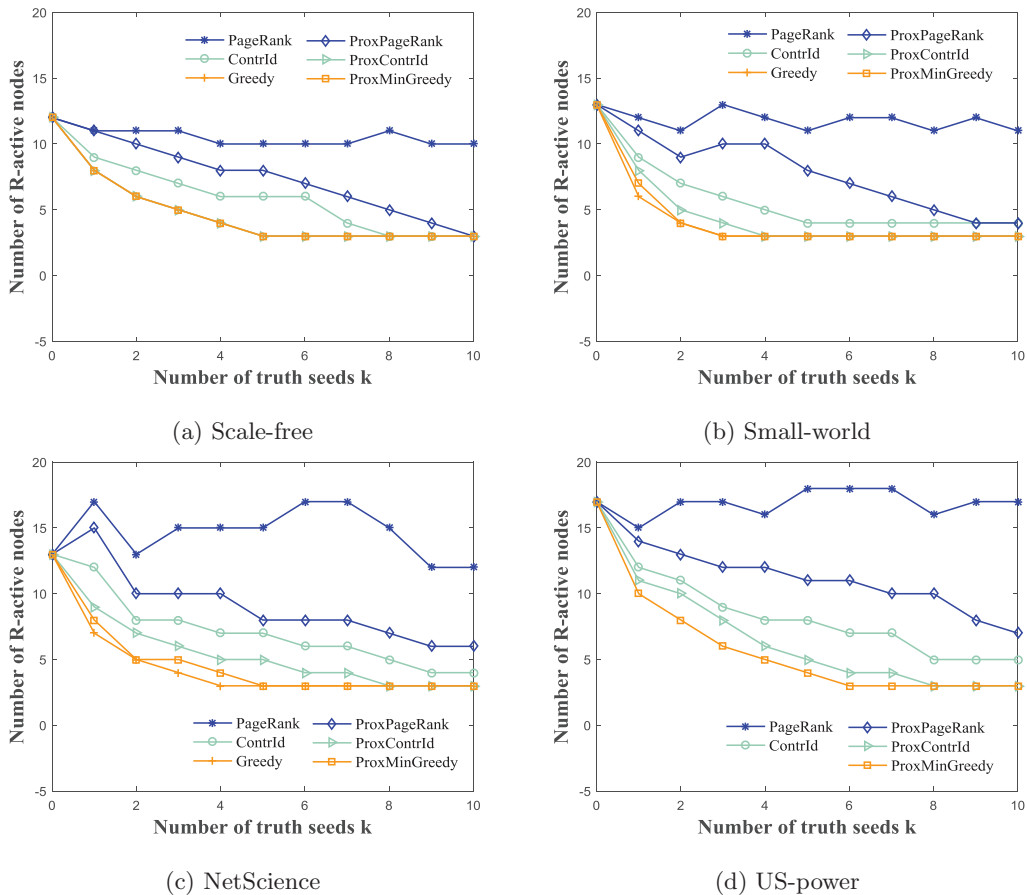 20
15
10
5
0
-5
Number of R-active nodes
PageRank
ProxPageRank
ContrId
ProxContrId
Greedy
ProxMinGreedy
0 2 4 6 8 10
Number of truth seeds k
(a) Scale-free
20
15
10
5
0
-5
Number of R-active nodes
PageRank
ProxPageRank
ContrId
ProxContrId
Greedy
ProxMinGreedy
0 2 4 6 8 10
Number of truth seeds k
(b) Small-world
20
15
10
5
0
-5
Number of R-active nodes
PageRank
ProxPageRank
ContrId
ProxContrId
Greedy
ProxMinGreedy
0 2 4 6 8 10
Number of truth seeds k
(c) NetScience
20
15
10
5
0
-5
Number of R-active nodes
PageRank
ProxPageRank
ContrId
ProxContrId
ProxMinGreedy
0 2 4 6 8 10
Number of truth seeds k
(d) US-power